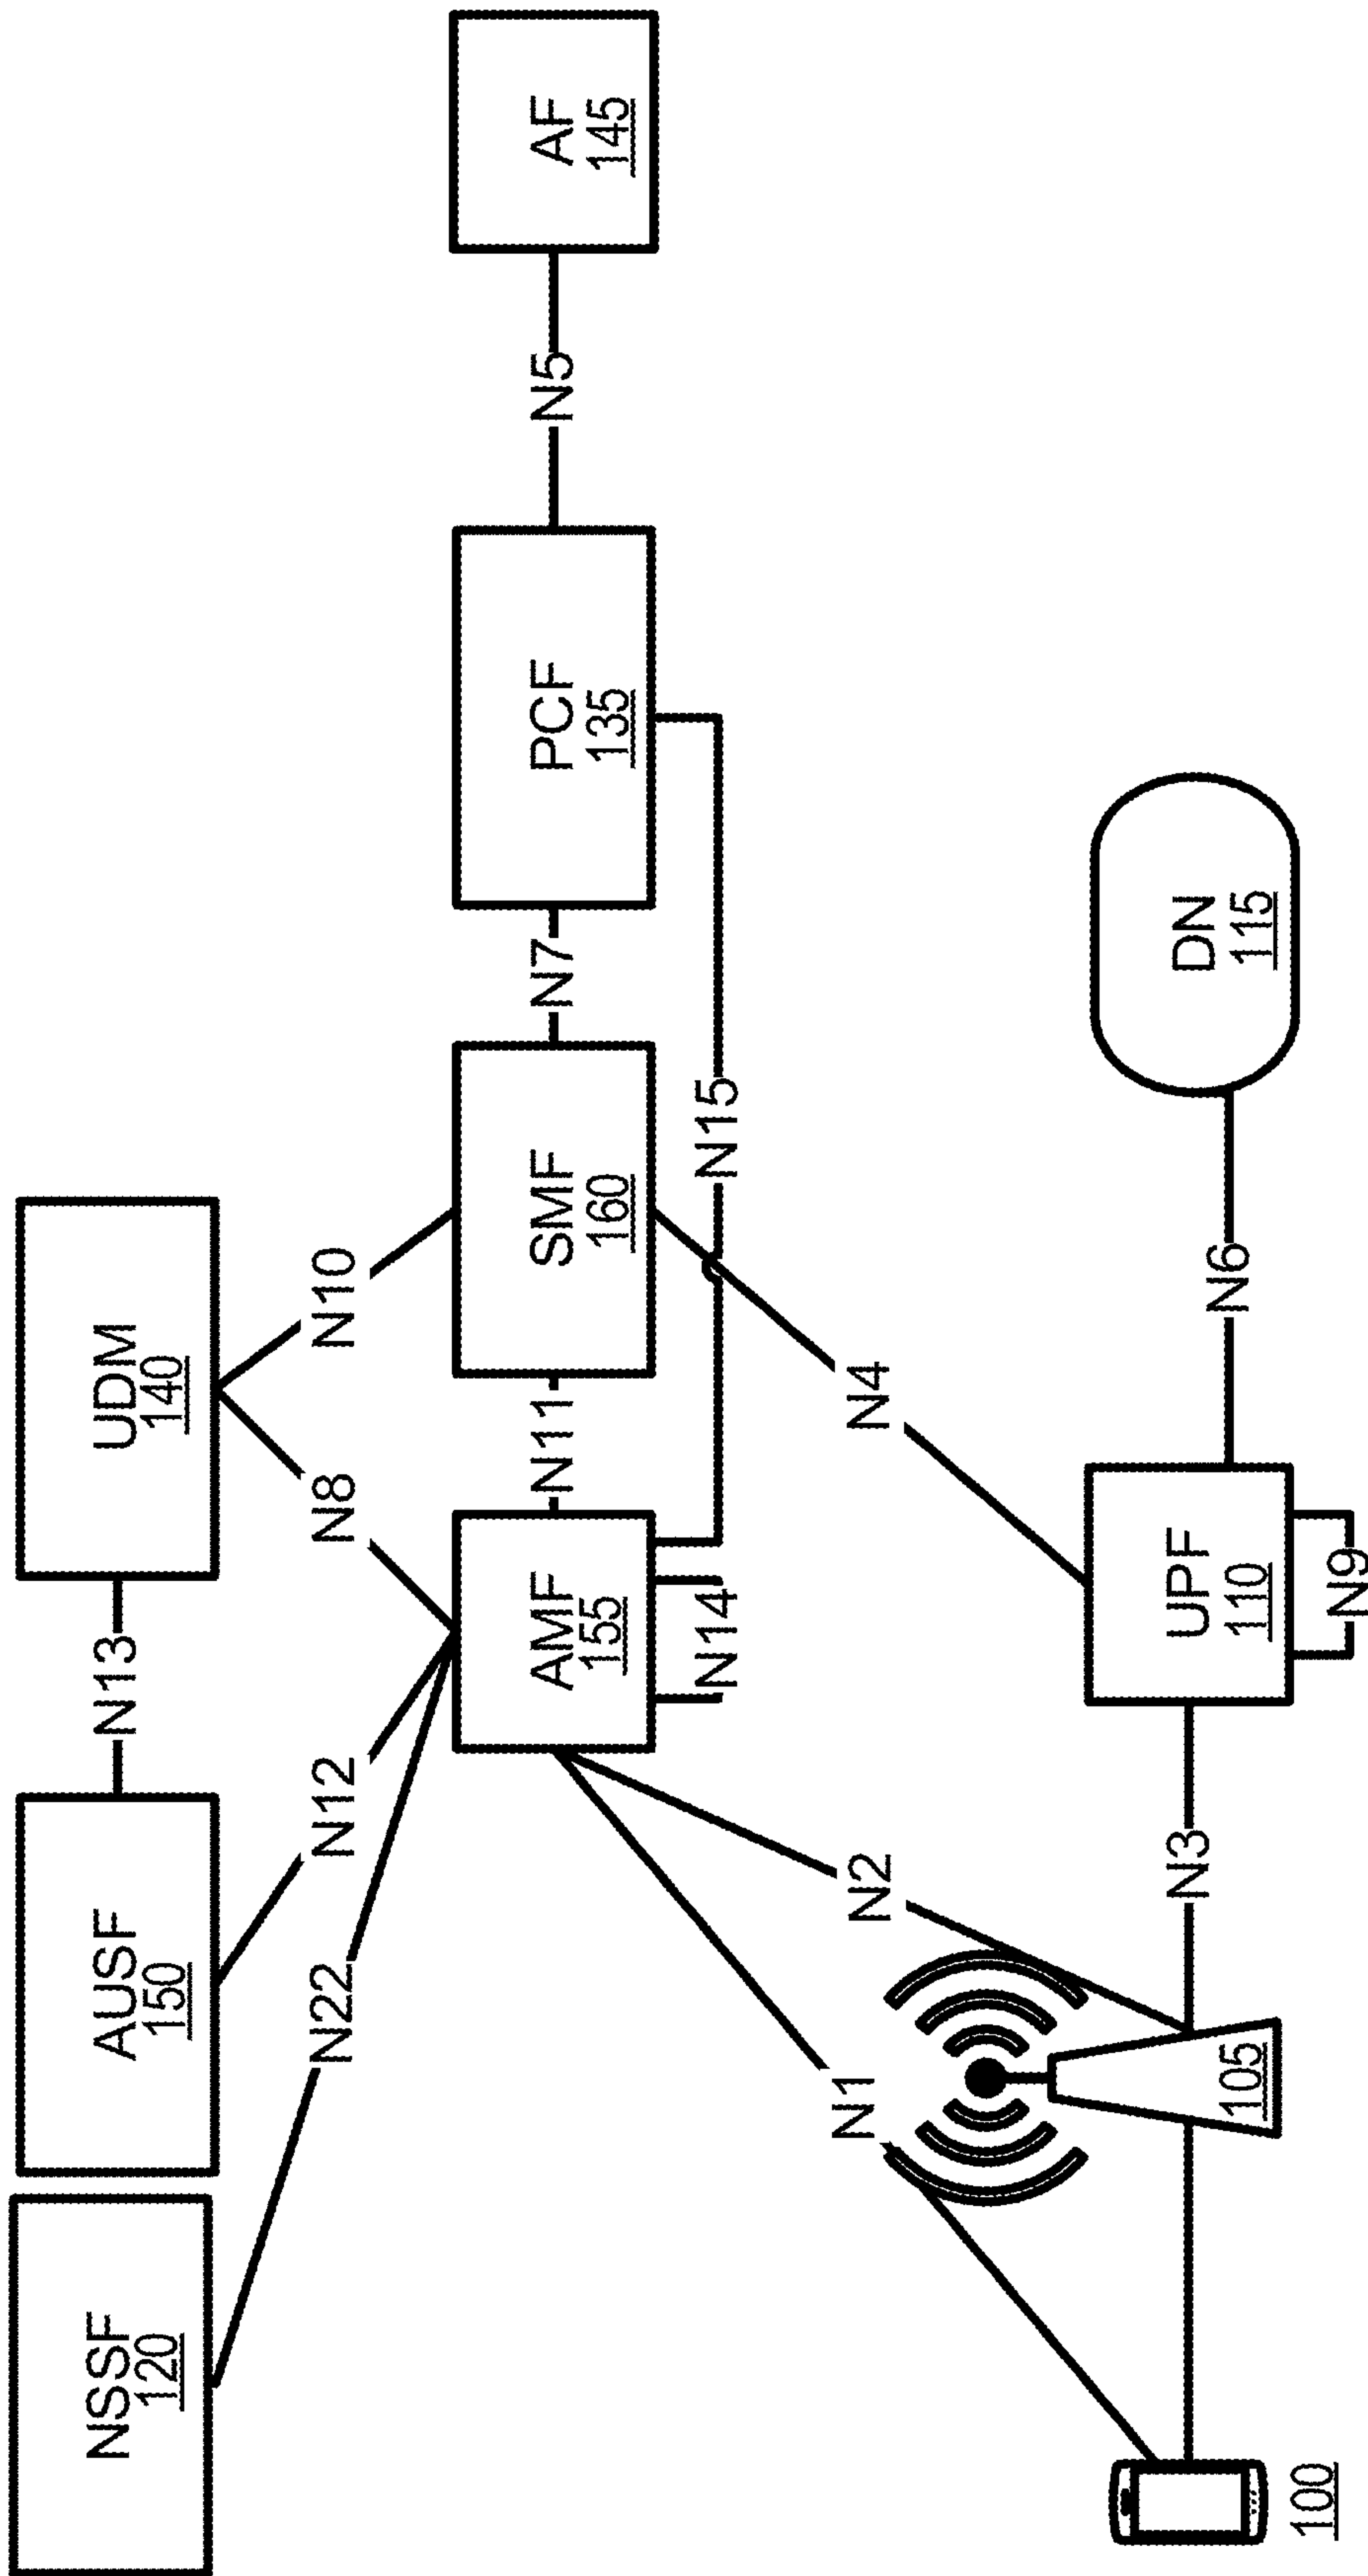 NSSF
120
AUSF
150
N13
UDM
140
N22
N12
N8
N10
AMF
155
N11
SMF
160
N7
PCF
135
N5
AF
145
N14
N15
N1
N2
N4
100
105
N3
UPF
110
N9
N6
DN
115